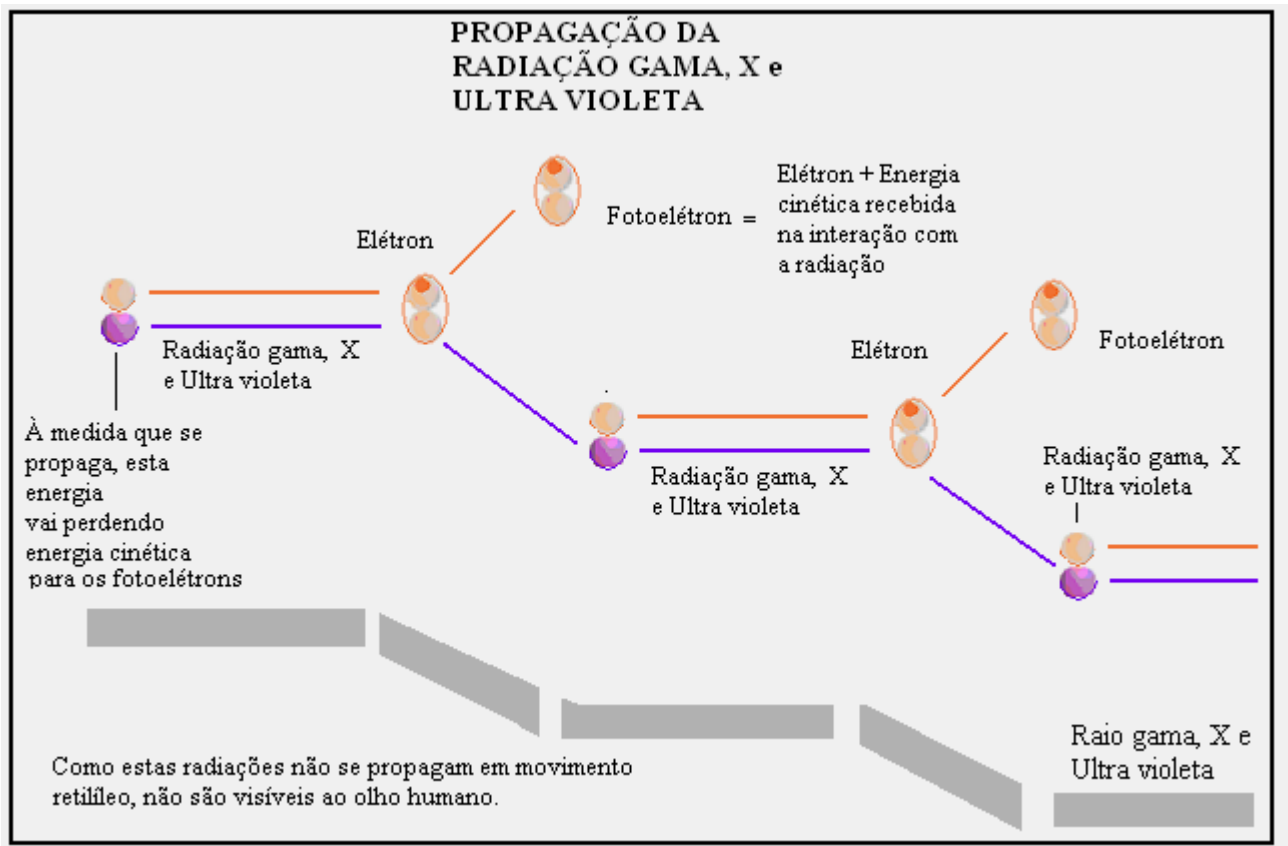 PROPAGAÇÃO DA
RADIAÇÃO GAMA, X e
ULTRA VIOLETA
Elétron
Fotoelétron =
Elétron + Energia
cinética recebida
na interação com
a radiação
Radiação gama, X
e Ultra violeta
À medida que se
propaga, esta
energia
vai perdendo
energia cinética
para os fotoelétrons
Elétron
Fotoelétron
Radiação gama, X
e Ultra violeta
Radiação gama, X
e Ultra violeta
Como estas radiações não se propagam em movimento
retilíleo, não são visíveis ao olho humano.
Raio gama, X e
Ultra violeta